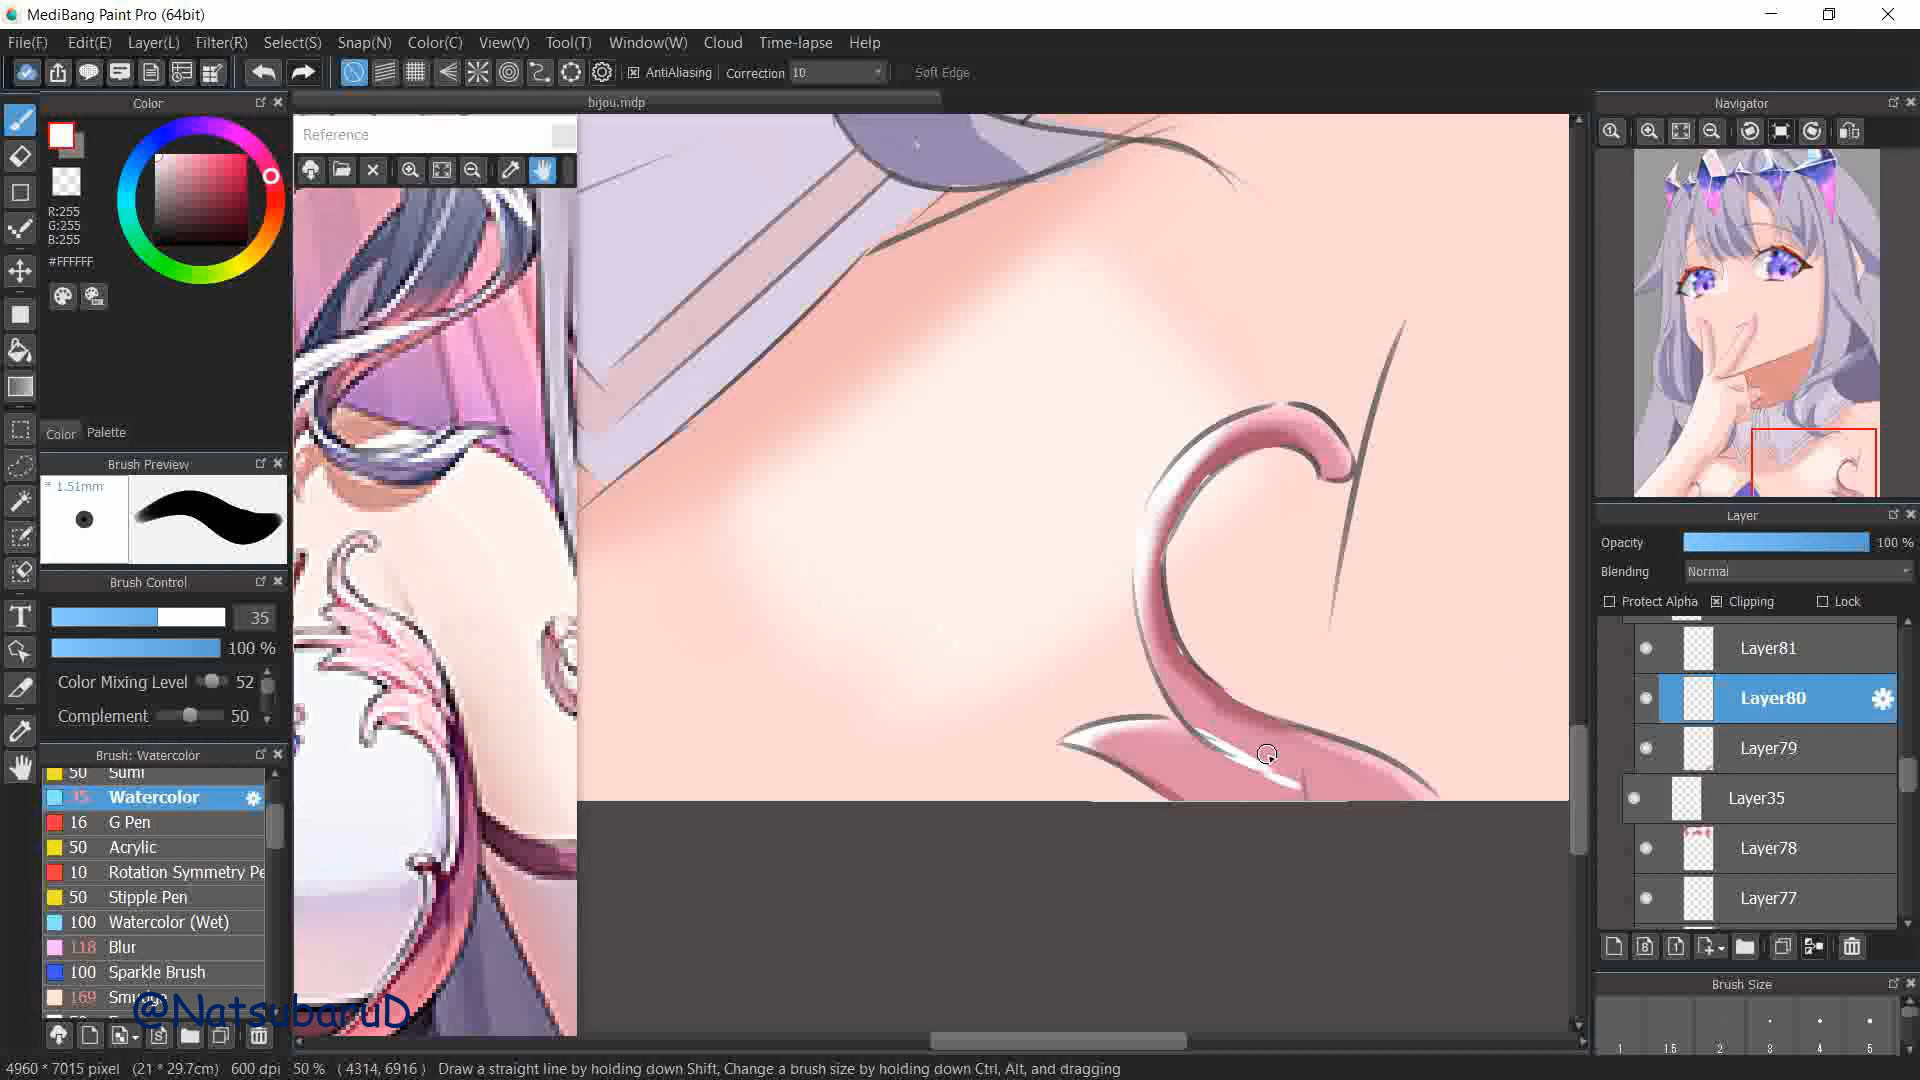 MediBang Paint Pro (64bit)
File(F) Edit(E) Layer(L) Filter(R) Select(S) Snap(N) Color(C) View(V) Tool(T) Window(W) Cloud Time-lapse Help
AntiAliasing Correction 10 Soft Edge
Color
bijou.mdp
Navigator
Reference
R:255
G:255
B:255
#FFFFFF
Color Palette
Brush Preview
* 1.51mm
Brush Control
35
100 %
Color Mixing Level 52
Complement 50
Brush: Watercolor
50 Sumi
35 Watercolor
16 G Pen
50 Acrylic
10 Rotation Symmetry Pe
50 Stipple Pen
100 Watercolor (Wet)
118 Blur
100 Sparkle Brush
169 Smudge
@NatsubaruD
Layer
Opacity 100 %
Blending Normal
Protect Alpha Clipping Lock
Layer81
Layer80
Layer79
Layer35
Layer78
Layer77
Brush Size
1 1.5 2 3 4 5
4960 * 7015 pixel (21 * 29.7cm) 600 dpi 50 % ( 4314, 6916 ) Draw a straight line by holding down Shift, Change a brush size by holding down Ctrl, Alt, and dragging